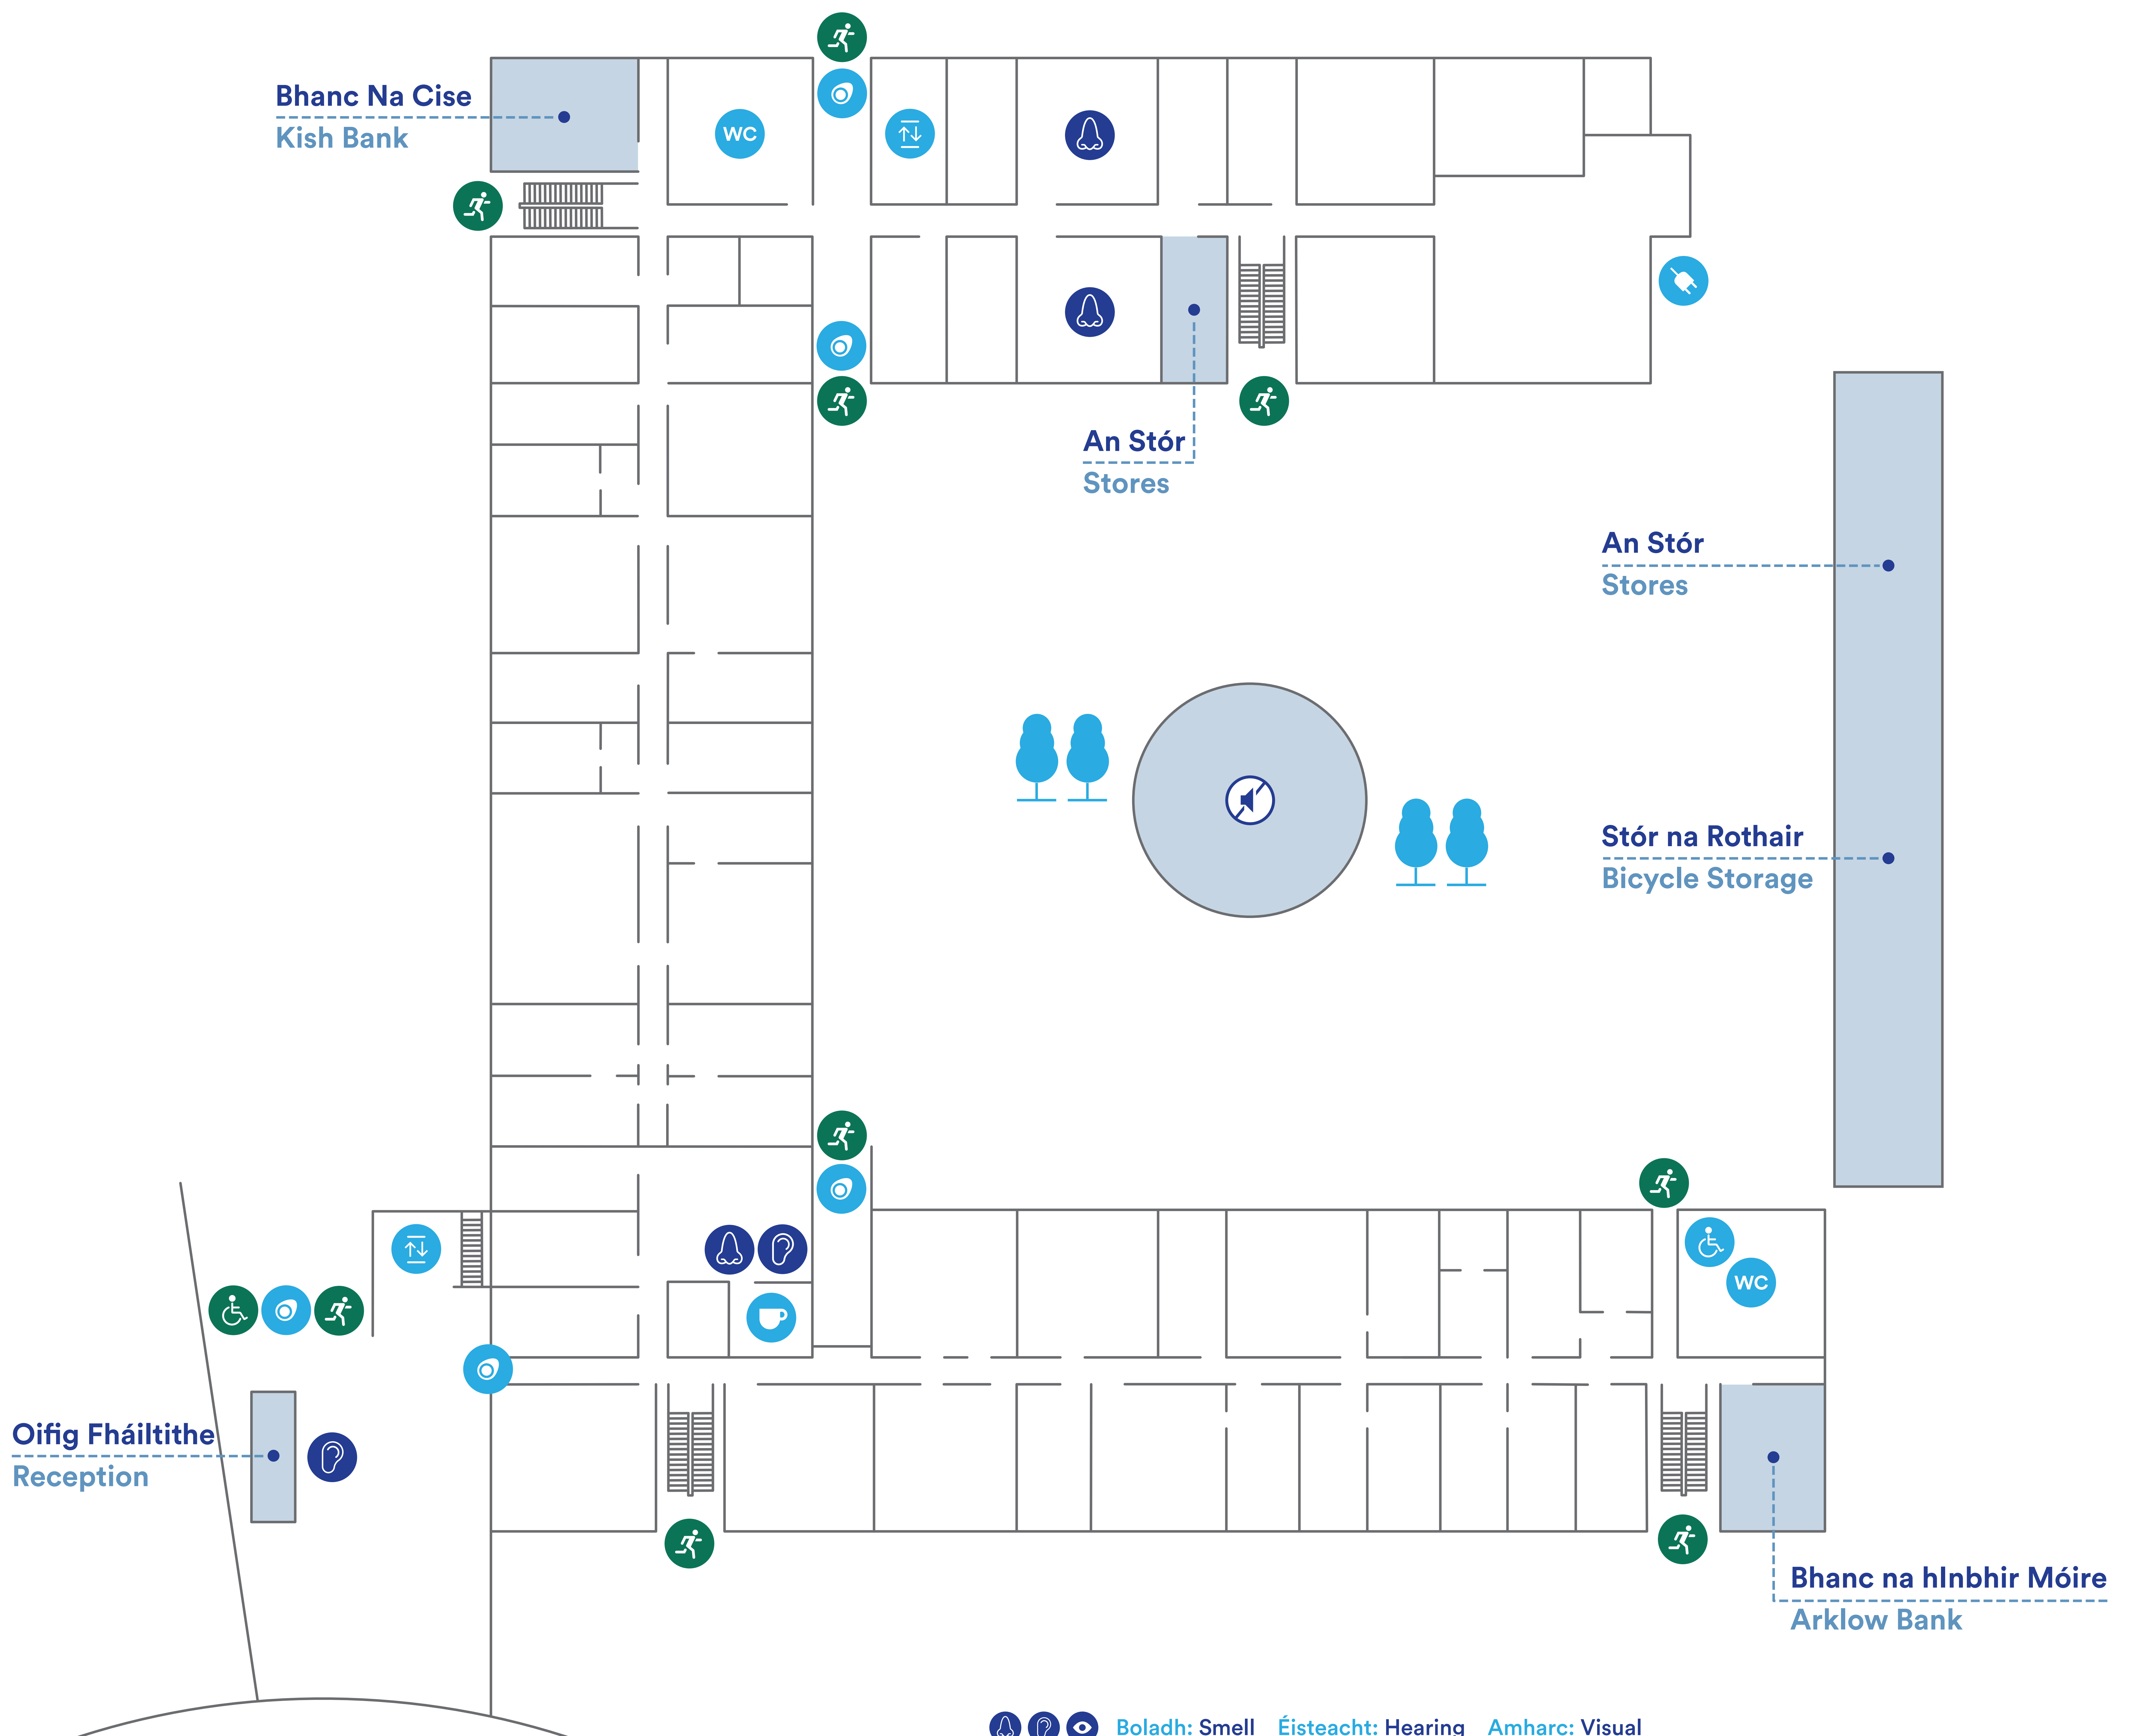 Bhanc Na Cise
Kish Bank
WC
An Stór
Stores
An Stór
Stores
Stór na Rothair
Bicycle Storage
WC
Oifig Fháiltithe
Reception
Bhanc na hInbhir Móire
Arklow Bank
Boladh: Smell Éisteacht: Hearing Amharc: Visual